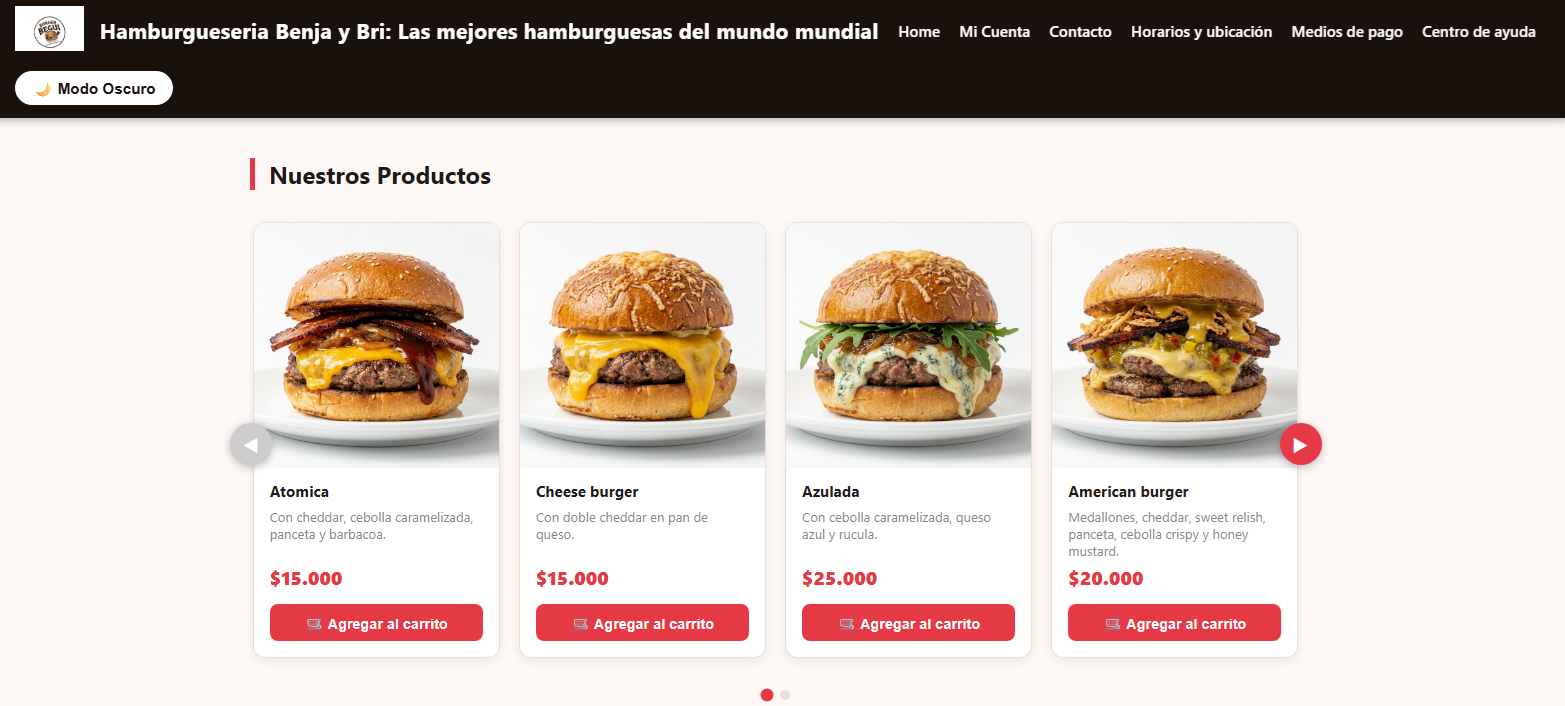 BURGER
BEGUI
Hamburgueseria Benja y Bri: Las mejores hamburguesas del mundo mundial
Home
Mi Cuenta
Contacto
Horarios y ubicación
Medios de pago
Centro de ayuda
🌙 Modo Oscuro
Nuestros Productos
Atomica
Con cheddar, cebolla caramelizada,
panceta y barbacoa.
$15.000
🛒 Agregar al carrito
Cheese burger
Con doble cheddar en pan de
queso.
$15.000
🛒 Agregar al carrito
Azulada
Con cebolla caramelizada, queso
azul y rucula.
$25.000
🛒 Agregar al carrito
American burger
Medallones, cheddar, sweet relish,
panceta, cebolla crispy y honey
mustard.
$20.000
🛒 Agregar al carrito